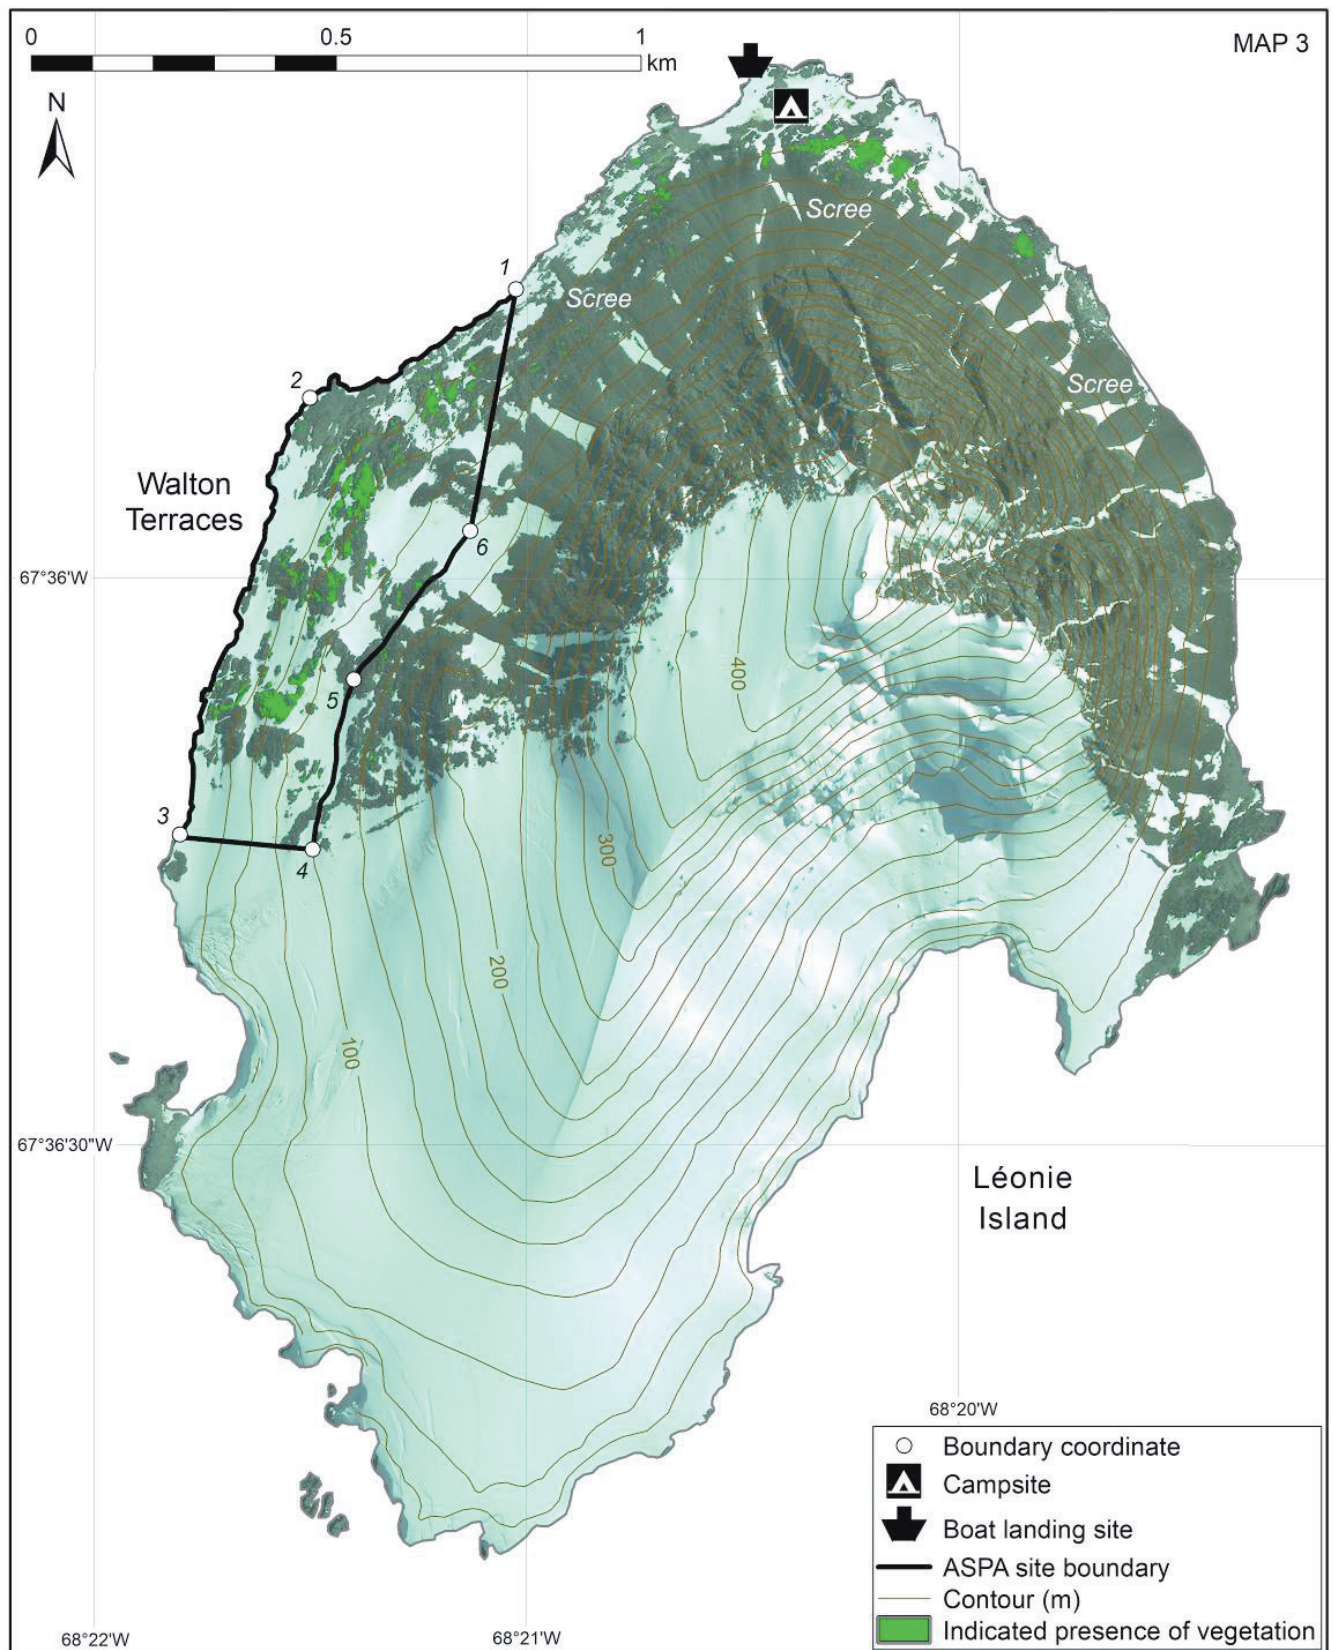 0 0.5 1
km
MAP 3
N
Scree
1
Scree
2
Scree
Walton
Terraces
6
67°36'W
400
5
3
300
4
200
100
67°36'30"W
Léonie
Island
68°20'W
Boundary coordinate
Campsite
Boat landing site
ASPA site boundary
Contour (m)
Indicated presence of vegetation
68°22'W
68°21'W